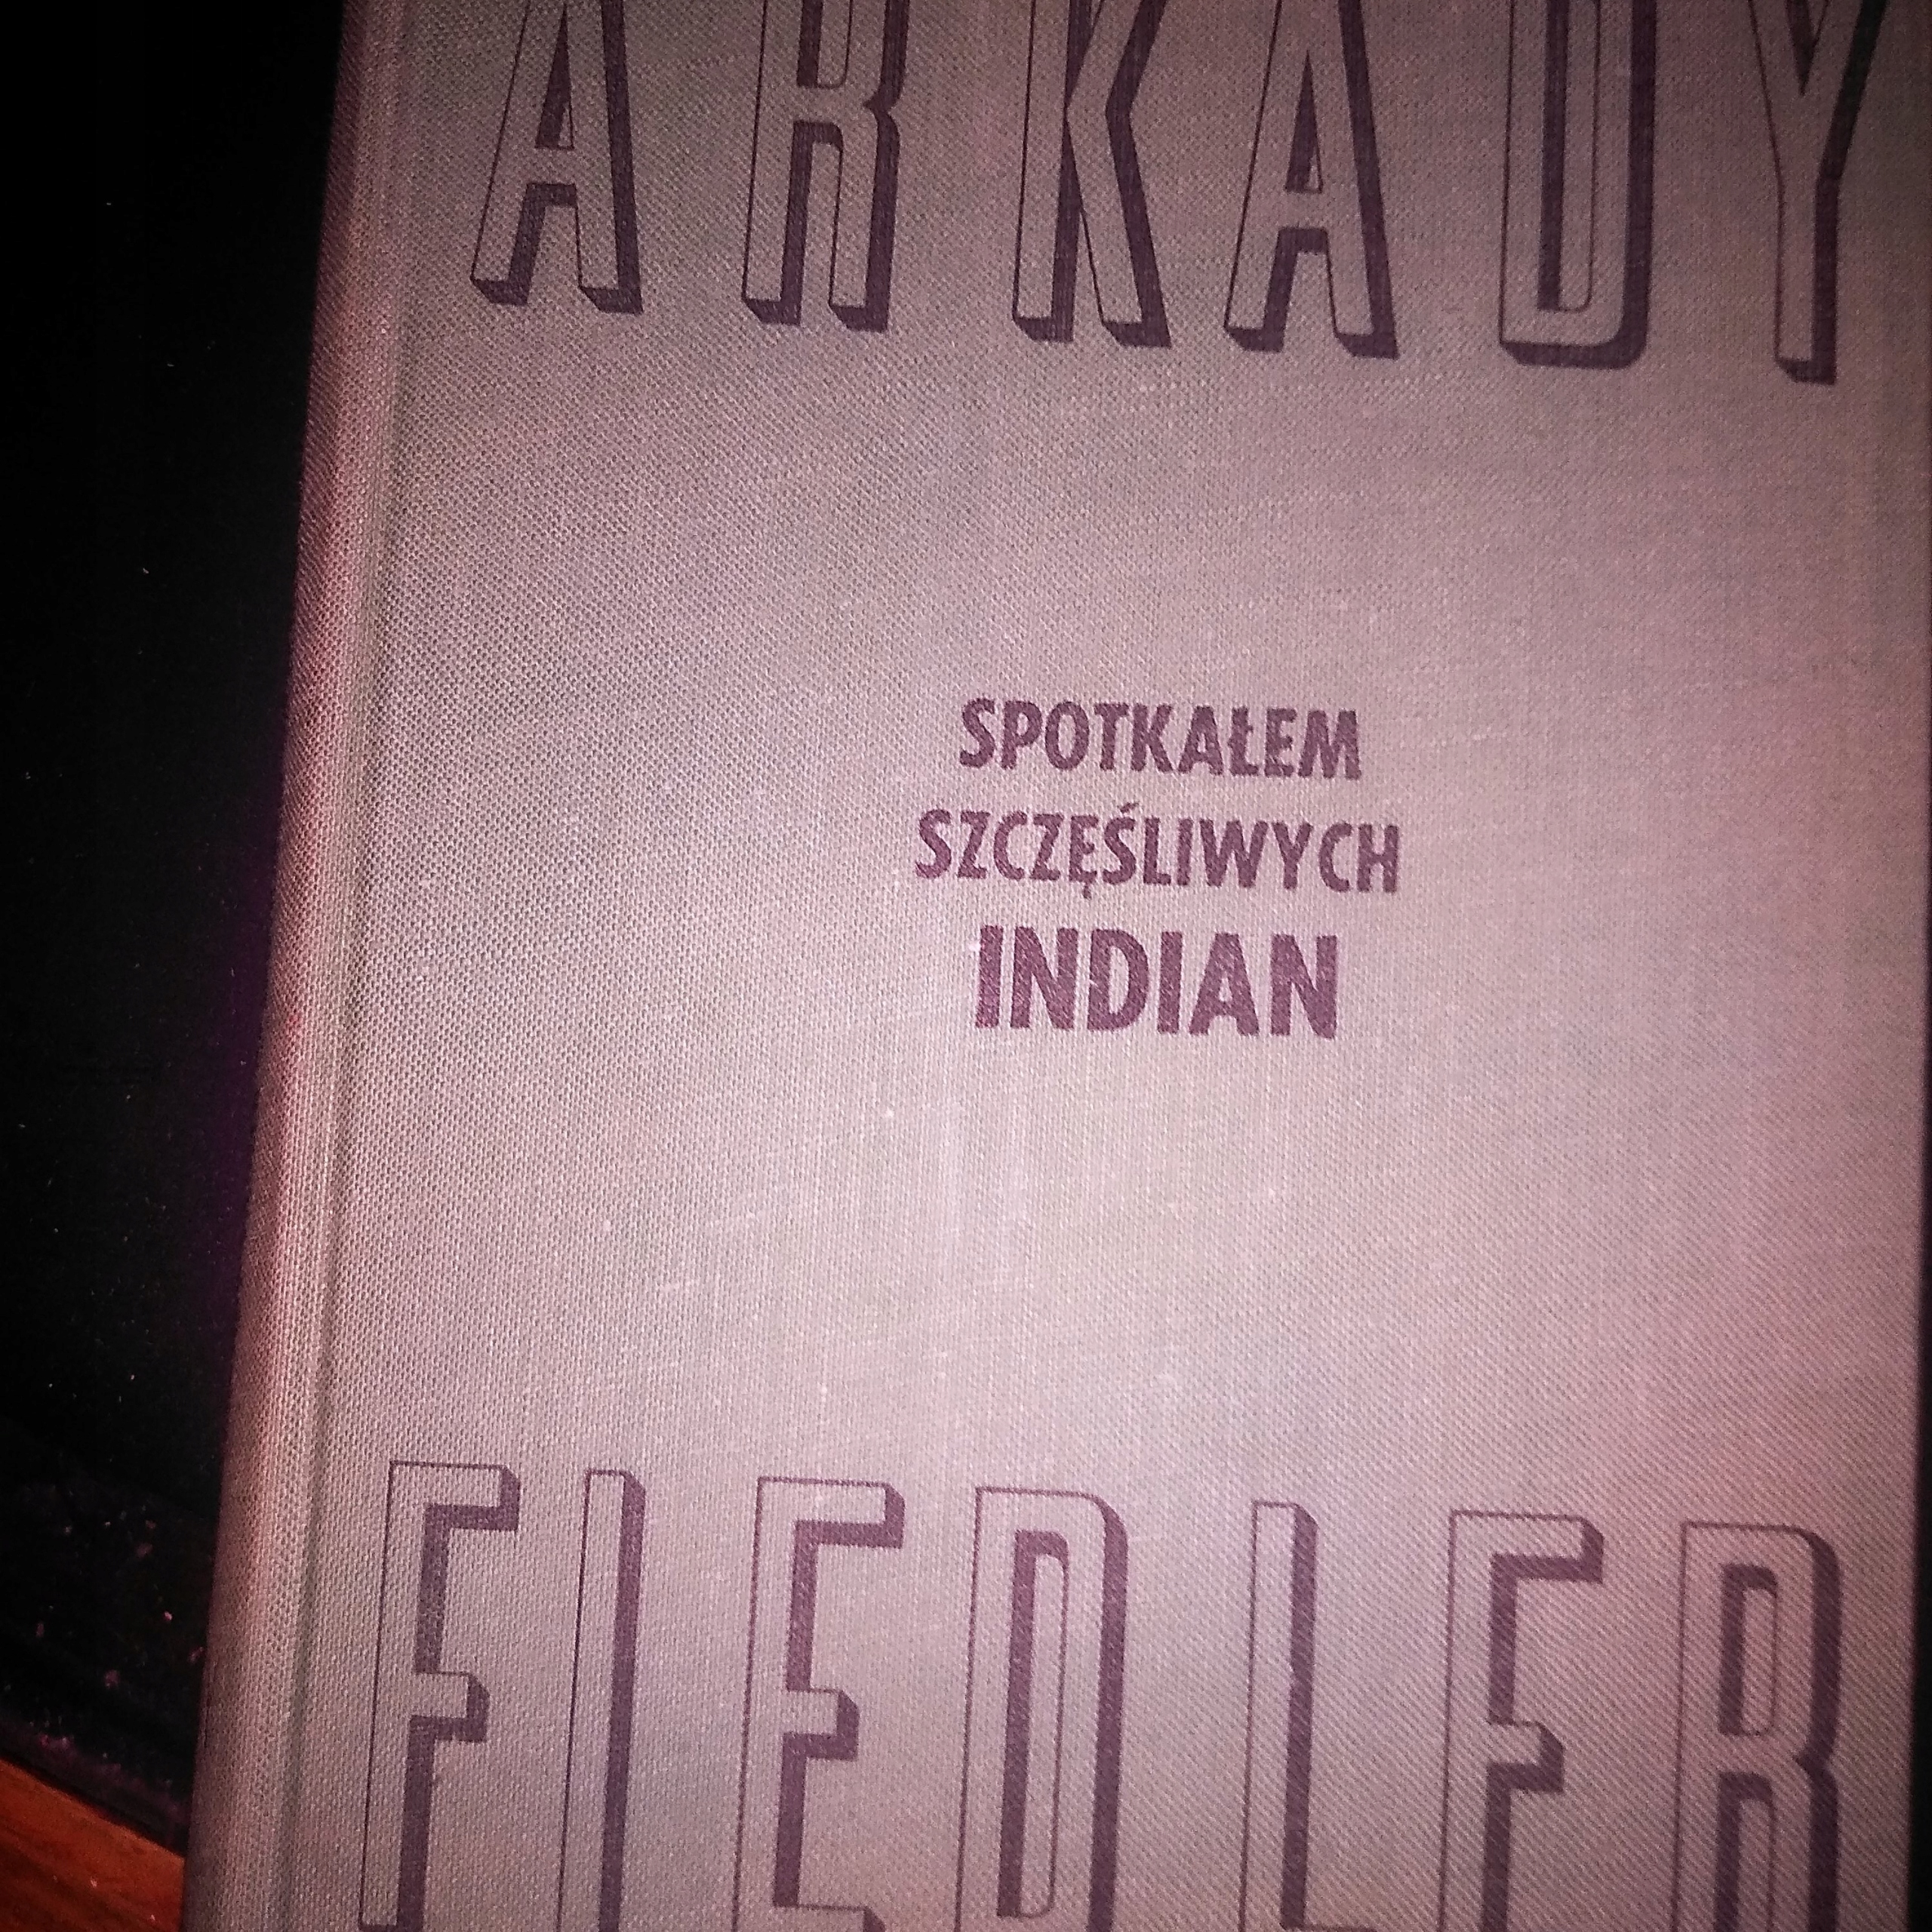 ARKADY
SPOTKAŁEM
SZCZĘŚLIWYCH
INDIAN
FIEDLER